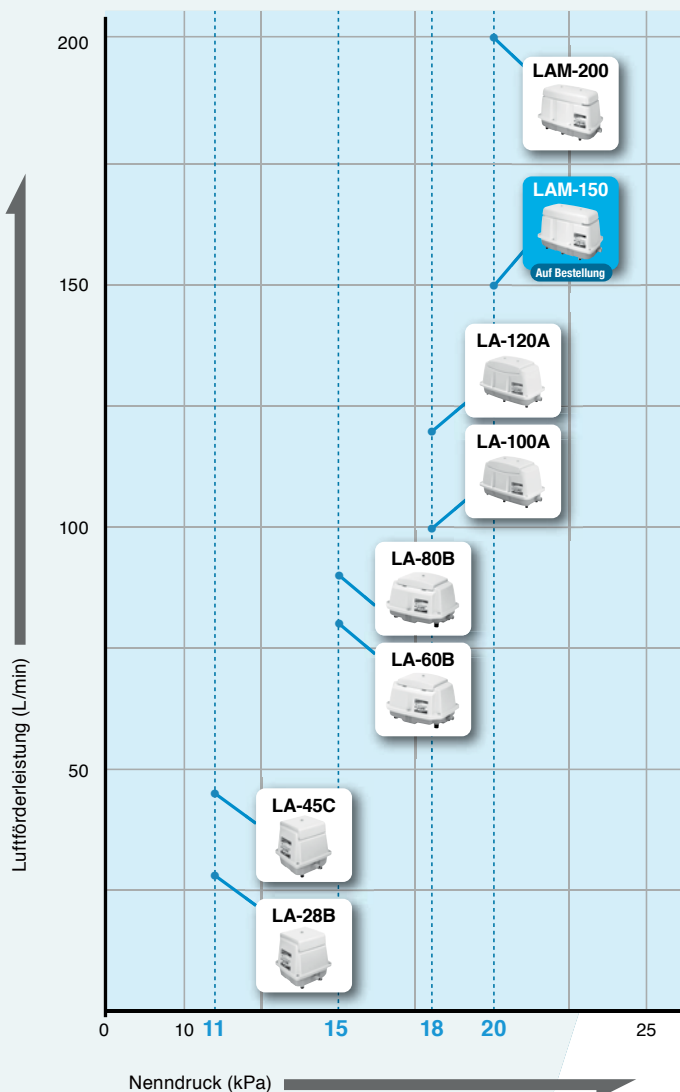 200
LAM-200
LAM-150
Auf Bestellung
150
LA-120A
LA-100A
100
LA-80B
LA-60B
50
LA-45C
LA-28B
Luftförderleistung (L/min)
0 10 11 15 18 20 25
Nenndruck (kPa)